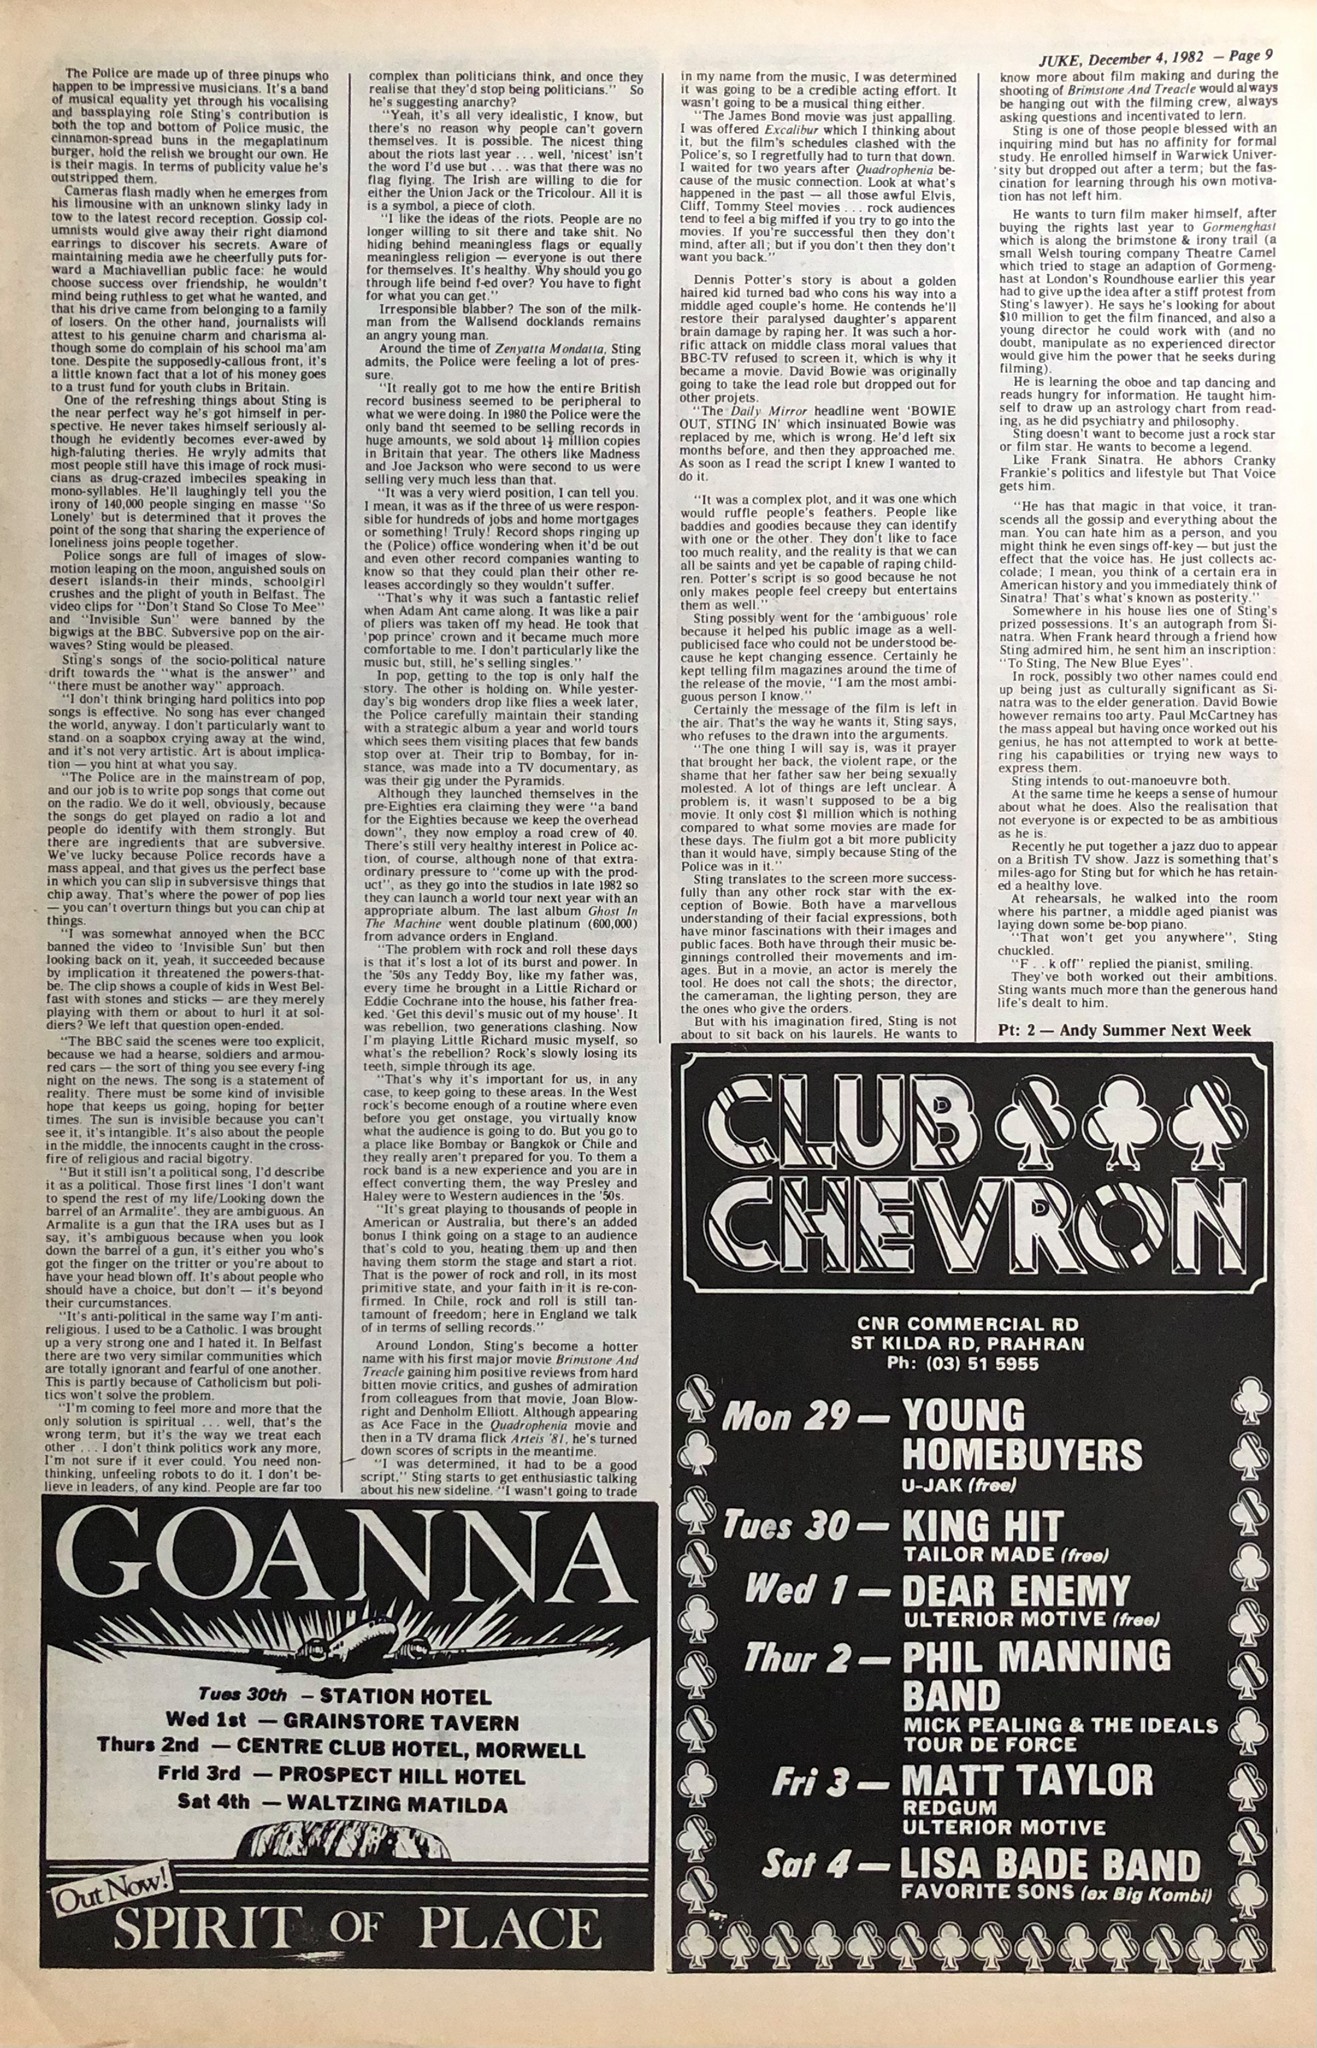 JUKE, December 4, 1982 — Page 9
The Police are made up of three pinups who
happen to be impressive musicians. It's a band
of musical equality yet through his vocalising
and bassplaying role Sting's contribution is
both the top and bottom of Police music, the
cinnamon-spread buns in the megaplatinum
burger, hold the relish we brought our own. He
is their magis. In terms of publicity value he's
outstripped them.
Cameras flash madly when he emerges from
his limousine with an unknown slinky lady in
tow to the latest record reception. Gossip col-
umnists would give away their right diamond
earrings to discover his secrets. Aware of
maintaining media awe he cheerfully puts for-
ward a Machiavellian public face: he would
choose success over friendship, he wouldn't
mind being ruthless to get what he wanted, and
that his drive came from belonging to a family
of losers. On the other hand, journalists will
attest to his genuine charm and charisma al-
though some do complain of his school ma'am
tone. Despite the supposedly-callous front, it's
a little known fact that a lot of his money goes
to a trust fund for youth clubs in Britain.
One of the refreshing things about Sting is
the near perfect way he's got himself in per-
spective. He never takes himself seriously al-
though he evidently becomes ever-awed by
high-faluting theries. He wryly admits that
most people still have this image of rock musi-
cians as drug-crazed imbeciles speaking in
mono-syllables. He'll laughingly tell you the
irony of 140,000 people singing en masse "So
Lonely" but is determined that it proves the
point of the song that sharing the experience of
loneliness joins people together.
Police songs are full of images of slow-
motion leaping on the moon, anguished souls on
desert islands-in their minds, schoolgirl
crushes and the plight of youth in Belfast. The
video clips for "Don't Stand So Close To Mee"
and "Invisible Sun" were banned by the
bigwigs at the BBC. Subversive pop on the air-
waves? Sting would be pleased.
Sting's songs of the socio-political nature
drift towards the "what is the answer" and
"there must be another way" approach.
"I don't think bringing hard politics into pop
songs is effective. No song has ever changed
the world, anyway. I don't particularly want to
stand on a soapbox crying away at the wind,
and it's not very artistic. Art is about implica-
tion — you hint at what you say.
"The Police are in the mainstream of pop,
and our job is to write pop songs that come out
on the radio. We do it well, obviously, because
the songs do get played on radio a lot and
people do identify with them strongly. But
there are ingredients that are subversive.
We've lucky because Police records have a
mass appeal, and that gives us the perfect base
in which you can slip in subversisve things that
chip away. That's where the power of pop lies
— you can't overturn things but you can chip at
things.
"I was somewhat annoyed when the BCC
banned the video to 'Invisible Sun' but then
looking back on it, yeah, it succeeded because
by implication it threatened the powers-that-
be. The clip shows a couple of kids in West Bel-
fast with stones and sticks — are they merely
playing with them or about to hurl it at sol-
diers? We left that question open-ended.
"The BBC said the scenes were too explicit,
because we had a hearse, soldiers and armou-
red cars — the sort of thing you see every f-ing
night on the news. The song is a statement of
reality. There must be some kind of invisible
hope that keeps us going, hoping for better
times. The sun is invisible because you can't
see it, it's intangible. It's also about the people
in the middle, the innocents caught in the cross-
fire of religious and racial bigotry.
"But it still isn't a political song, I'd describe
it as a political. Those first lines 'I don't want
to spend the rest of my life/Looking down the
barrel of an Armalite'. they are ambiguous. An
Armalite is a gun that the IRA uses but as I
say, it's ambiguous because when you look
down the barrel of a gun, it's either you who's
got the finger on the tritter or you're about to
have your head blown off. It's about people who
should have a choice, but don't — it's beyond
their curcumstances.
"It's anti-political in the same way I'm anti-
religious. I used to be a Catholic. I was brought
up a very strong one and I hated it. In Belfast
there are two very similar communities which
are totally ignorant and fearful of one another.
This is partly because of Catholicism but poli-
tics won't solve the problem.
"I'm coming to feel more and more that the
only solution is spiritual ... well, that's the
wrong term, but it's the way we treat each
other ... I don't think politics work any more,
I'm not sure if it ever could. You need non-
thinking, unfeeling robots to do it. I don't be-
lieve in leaders, of any kind. People are far too
complex than politicians think, and once they
realise that they'd stop being politicians." So
he's suggesting anarchy?
"Yeah, it's all very idealistic, I know, but
there's no reason why people can't govern
themselves. It is possible. The nicest thing
about the riots last year ... well, 'nicest' isn't
the word I'd use but ... was that there was no
flag flying. The Irish are willing to die for
either the Union Jack or the Tricolour. All it is
is a symbol, a piece of cloth.
"I like the ideas of the riots. People are no
longer willing to sit there and take shit. No
hiding behind meaningless flags or equally
meaningless religion — everyone is out there
for themselves. It's healthy. Why should you go
through life beind f-ed over? You have to fight
for what you can get."
Irresponsible blabber? The son of the milk-
man from the Wallsend docklands remains
an angry young man.
Around the time of Zenyatta Mondatta, Sting
admits, the Police were feeling a lot of pres-
sure.
"It really got to me how the entire British
record business seemed to be peripheral to
what we were doing. In 1980 the Police were the
only band tht seemed to be selling records in
huge amounts, we sold about 1½ million copies
in Britain that year. The others like Madness
and Joe Jackson who were second to us were
selling very much less than that.
"It was a very wierd position, I can tell you.
I mean, it was as if the three of us were respon-
sible for hundreds of jobs and home mortgages
or something! Truly! Record shops ringing up
the (Police) office wondering when it'd be out
and even other record companies wanting to
know so that they could plan their other re-
leases accordingly so they wouldn't suffer.
"That's why it was such a fantastic relief
when Adam Ant came along. It was like a pair
of pliers was taken off my head. He took that
'pop prince' crown and it became much more
comfortable to me. I don't particularly like the
music but, still, he's selling singles."
In pop, getting to the top is only half the
story. The other is holding on. While yester-
day's big wonders drop like flies a week later,
the Police carefully maintain their standing
with a strategic album a year and world tours
which sees them visiting places that few bands
stop over at. Their trip to Bombay, for in-
stance, was made into a TV documentary, as
was their gig under the Pyramids.
Although they launched themselves in the
pre-Eighties era claiming they were "a band
for the Eighties because we keep the overhead
down", they now employ a road crew of 40.
There's still very healthy interest in Police ac-
tion, of course, although none of that extra-
ordinary pressure to "come up with the prod-
uct", as they go into the studios in late 1982 so
they can launch a world tour next year with an
appropriate album. The last album Ghost In
The Machine went double platinum (600,000)
from advance orders in England.
"The problem with rock and roll these days
is that it's lost a lot of its burst and power. In
the '50s any Teddy Boy, like my father was,
every time he brought in a Little Richard or
Eddie Cochrane into the house, his father frea-
ked. 'Get this devil's music out of my house'. It
was rebellion, two generations clashing. Now
I'm playing Little Richard music myself, so
what's the rebellion? Rock's slowly losing its
teeth, simple through its age.
"That's why it's important for us, in any
case, to keep going to these areas. In the West
rock's become enough of a routine where even
before you get onstage, you virtually know
what the audience is going to do. But you go to
a place like Bombay or Bangkok or Chile and
they really aren't prepared for you. To them a
rock band is a new experience and you are in
effect converting them, the way Presley and
Haley were to Western audiences in the '50s.
"It's great playing to thousands of people in
American or Australia, but there's an added
bonus I think going on a stage to an audience
that's cold to you, heating them up and then
having them storm the stage and start a riot.
That is the power of rock and roll, in its most
primitive state, and your faith in it is re-con-
firmed. In Chile, rock and roll is still tan-
tamount of freedom; here in England we talk
of in terms of selling records."
Around London, Sting's become a hotter
name with his first major movie Brimstone And
Treacle gaining him positive reviews from hard
bitten movie critics, and gushes of admiration
from colleagues from that movie, Joan Blow-
right and Denholm Elliott. Although appearing
as Ace Face in the Quadrophenia movie and
then in a TV drama flick Arteis '81, he's turned
down scores of scripts in the meantime.
"I was determined, it had to be a good
script," Sting starts to get enthusiastic talking
about his new sideline. "I wasn't going to trade
in my name from the music, I was determined
it was going to be a credible acting effort. It
wasn't going to be a musical thing either.
"The James Bond movie was just appalling.
I was offered Excalibur which I thinking about
it, but the film's schedules clashed with the
Police's, so I regretfully had to turn that down.
I waited for two years after Quadrophenia be-
cause of the music connection. Look at what's
happened in the past — all those awful Elvis,
Cliff, Tommy Steel movies ... rock audiences
tend to feel a big miffed if you try to go into the
movies. If you're successful then they don't
mind, after all; but if you don't then they don't
want you back."
Dennis Potter's story is about a golden
haired kid turned bad who cons his way into a
middle aged couple's home. He contends he'll
restore their paralysed daughter's apparent
brain damage by raping her. It was such a hor-
rific attack on middle class moral values that
BBC-TV refused to screen it, which is why it
became a movie. David Bowie was originally
going to take the lead role but dropped out for
other projets.
"The Daily Mirror headline went 'BOWIE
OUT, STING IN' which insinuated Bowie was
replaced by me, which is wrong. He'd left six
months before, and then they approached me.
As soon as I read the script I knew I wanted to
do it.
"It was a complex plot, and it was one which
would ruffle people's feathers. People like
baddies and goodies because they can identify
with one or the other. They don't like to face
too much reality, and the reality is that we can
all be saints and yet be capable of raping chil-
dren. Potter's script is so good because he not
only makes people feel creepy but entertains
them as well."
Sting possibly went for the 'ambiguous' role
because it helped his public image as a well-
publicised face who could not be understood be-
cause he kept changing essence. Certainly he
kept telling film magazines around the time of
the release of the movie, "I am the most ambi-
guous person I know."
Certainly the message of the film is left in
the air. That's the way he wants it, Sting says,
who refuses to the drawn into the arguments.
"The one thing I will say is, was it prayer
that brought her back, the violent rape, or the
shame that her father saw her being sexually
molested. A lot of things are left unclear. A
problem is, it wasn't supposed to be a big
movie. It only cost $1 million which is nothing
compared to what some movies are made for
these days. The fiulm got a bit more publicity
than it would have, simply because Sting of the
Police was in it."
Sting translates to the screen more success-
fully than any other rock star with the ex-
ception of Bowie. Both have a marvellous
understanding of their facial expressions, both
have minor fascinations with their images and
public faces. Both have through their music be-
ginnings controlled their movements and im-
ages. But in a movie, an actor is merely the
tool. He does not call the shots; the director,
the cameraman, the lighting person, they are
the ones who give the orders.
But with his imagination fired, Sting is not
about to sit back on his laurels. He wants to
know more about film making and during the
shooting of Brimstone And Treacle would always
be hanging out with the filming crew, always
asking questions and incentivated to lern.
Sting is one of those people blessed with an
inquiring mind but has no affinity for formal
study. He enrolled himself in Warwick Univer-
sity but dropped out after a term; but the fas-
cination for learning through his own motiva-
tion has not left him.
He wants to turn film maker himself, after
buying the rights last year to Gormenghast
which is along the brimstone & irony trail (a
small Welsh touring company Theatre Camel
which tried to stage an adaption of Gormeng-
hast at London's Roundhouse earlier this year
had to give up the idea after a stiff protest from
Sting's lawyer). He says he's looking for about
$10 million to get the film financed, and also a
young director he could work with (and no
doubt, manipulate as no experienced director
would give him the power that he seeks during
filming).
He is learning the oboe and tap dancing and
reads hungry for information. He taught him-
self to draw up an astrology chart from read-
ing, as he did psychiatry and philosophy.
Sting doesn't want to become just a rock star
or film star. He wants to become a legend.
Like Frank Sinatra. He abhors Cranky
Frankie's politics and lifestyle but That Voice
gets him.
"He has that magic in that voice, it tran-
scends all the gossip and everything about the
man. You can hate him as a person, and you
might think he even sings off-key — but just the
effect that the voice has. He just collects ac-
colade; I mean, you think of a certain era in
American history and you immediately think of
Sinatra! That's what's known as posterity."
Somewhere in his house lies one of Sting's
prized possessions. It's an autograph from Si-
natra. When Frank heard through a friend how
Sting admired him, he sent him an inscription:
"To Sting, The New Blue Eyes".
In rock, possibly two other names could end
up being just as culturally significant as Si-
natra was to the elder generation. David Bowie
however remains too arty. Paul McCartney has
the mass appeal but having once worked out his
genius, he has not attempted to work at bette-
ring his capabilities or trying new ways to
express them.
Sting intends to out-manoeuvre both.
At the same time he keeps a sense of humour
about what he does. Also the realisation that
not everyone is or expected to be as ambitious
as he is.
Recently he put together a jazz duo to appear
on a British TV show. Jazz is something that's
miles-ago for Sting but for which he has retain-
ed a healthy love.
At rehearsals, he walked into the room
where his partner, a middle aged pianist was
laying down some be-bop piano.
"That won't get you anywhere", Sting
chuckled.
"F . . k off" replied the pianist, smiling.
They've both worked out their ambitions.
Sting wants much more than the generous hand
life's dealt to him.
Pt: 2 — Andy Summer Next Week
GOANNA
Tues 30th — STATION HOTEL
Wed 1st — GRAINSTORE TAVERN
Thurs 2nd — CENTRE CLUB HOTEL, MORWELL
Frid 3rd — PROSPECT HILL HOTEL
Sat 4th — WALTZING MATILDA
Out Now!
SPIRIT OF PLACE
CLUB
CHEVRON
CNR COMMERCIAL RD
ST KILDA RD, PRAHRAN
Ph: (03) 51 5955
Mon 29 — YOUNG
HOMEBUYERS
U-JAK (free)
Tues 30 — KING HIT
TAILOR MADE (free)
Wed 1 — DEAR ENEMY
ULTERIOR MOTIVE (free)
Thur 2 — PHIL MANNING
BAND
MICK PEALING & THE IDEALS
TOUR DE FORCE
Fri 3 — MATT TAYLOR
REDGUM
ULTERIOR MOTIVE
Sat 4 — LISA BADE BAND
FAVORITE SONS (ex Big Kombi)